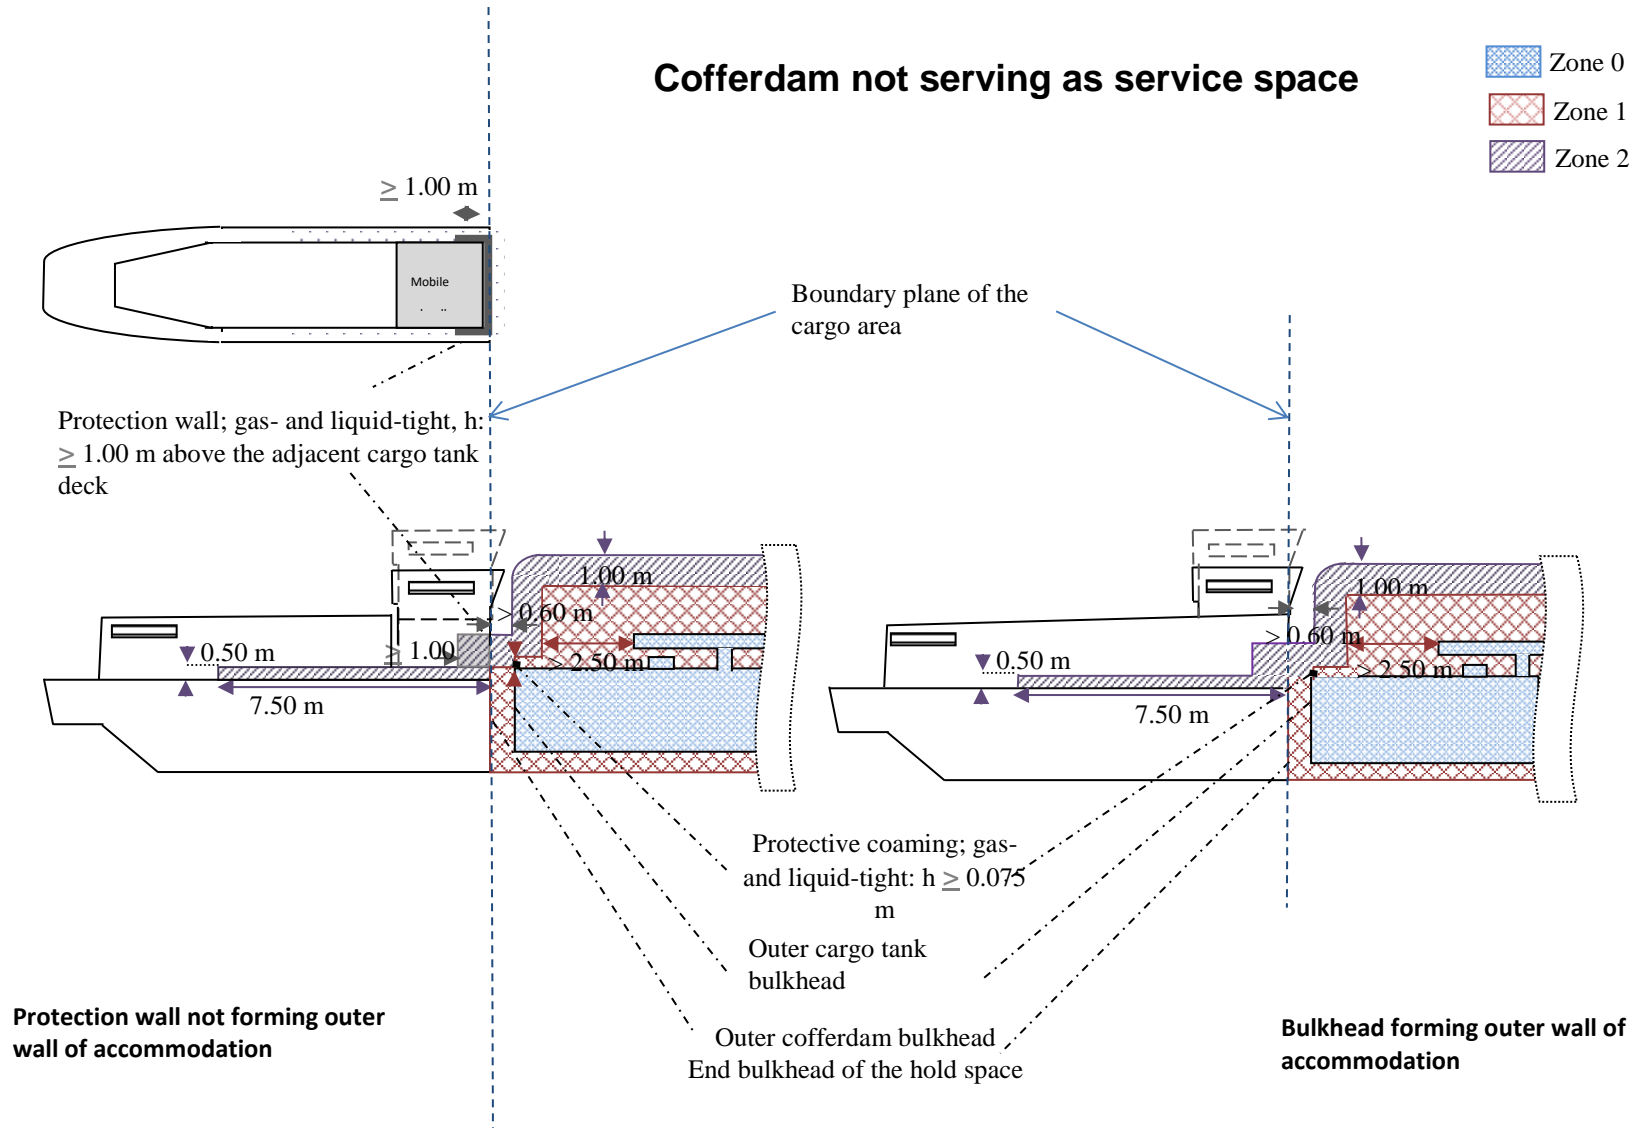 Cofferdam not serving as service space
Zone 0
Zone 1
Zone 2
≥ 1.00 m
Mobile
Boundary plane of the
cargo area
Protection wall; gas- and liquid-tight, h:
≥ 1.00 m above the adjacent cargo tank
deck
1.00 m
> 0.60 m
≥ 1.00
0.50 m
> 2.50 m
7.50 m
1.00 m
> 0.60 m
0.50 m
> 2.50 m
7.50 m
Protective coaming; gas-
and liquid-tight: h ≥ 0.075
m
Outer cargo tank
bulkhead
Outer cofferdam bulkhead
End bulkhead of the hold space
Protection wall not forming outer
wall of accommodation
Bulkhead forming outer wall of
accommodation